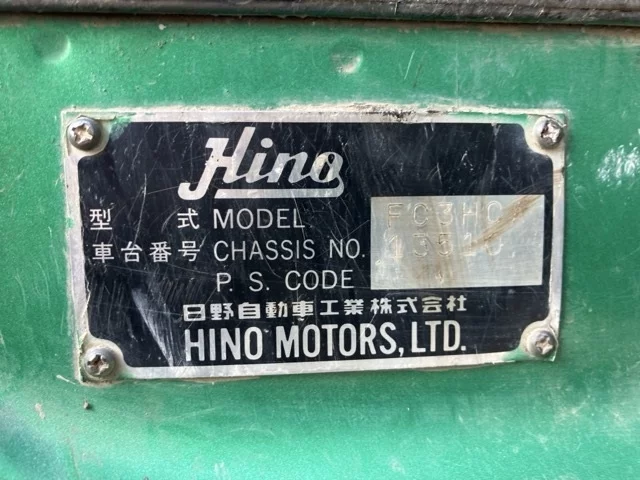 Hino
型 式 MODEL FG3HC
車台番号 CHASSIS NO.
P. S. CODE
日野自動車工業株式会社
HINO MOTORS, LTD.